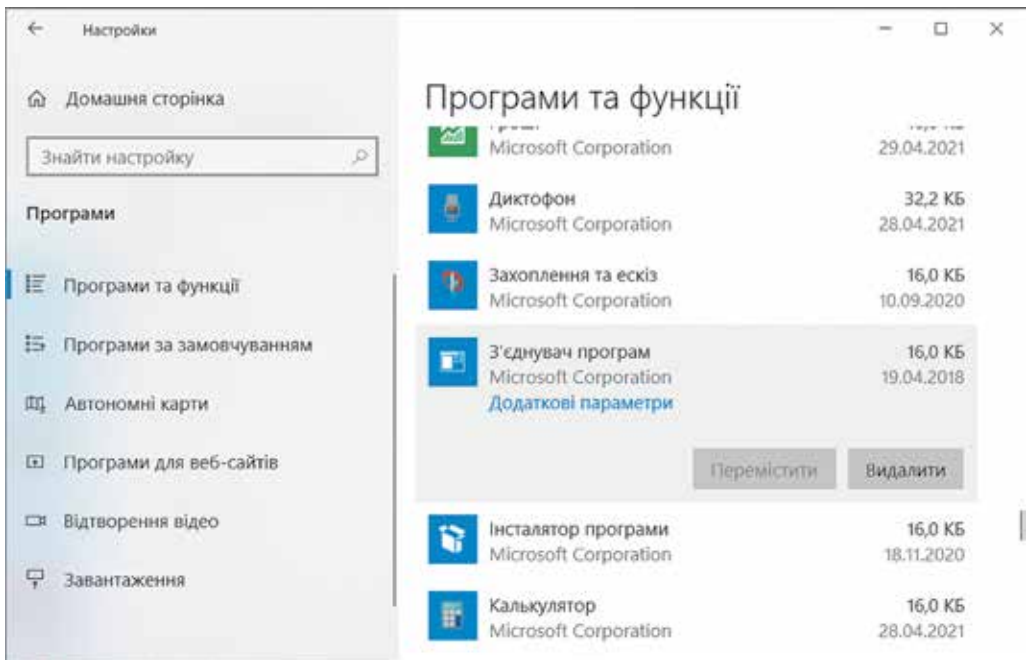 Настройки
Домашня сторінка
Знайти настройку
Програми
Програми та функції
Програми за замовчуванням
Автономні карти
Програми для веб-сайтів
Відтворення відео
Завантаження
Програми та функції
Microsoft Corporation 29.04.2021
Диктофон 32,2 КБ
Microsoft Corporation 28.04.2021
Захоплення та ескіз 16,0 КБ
Microsoft Corporation 10.09.2020
З'єднувач програм 16,0 КБ
Microsoft Corporation 19.04.2018
Додаткові параметри
Перемістити Видалити
Інсталятор програми 16,0 КБ
Microsoft Corporation 18.11.2020
Калькулятор 16,0 КБ
Microsoft Corporation 28.04.2021